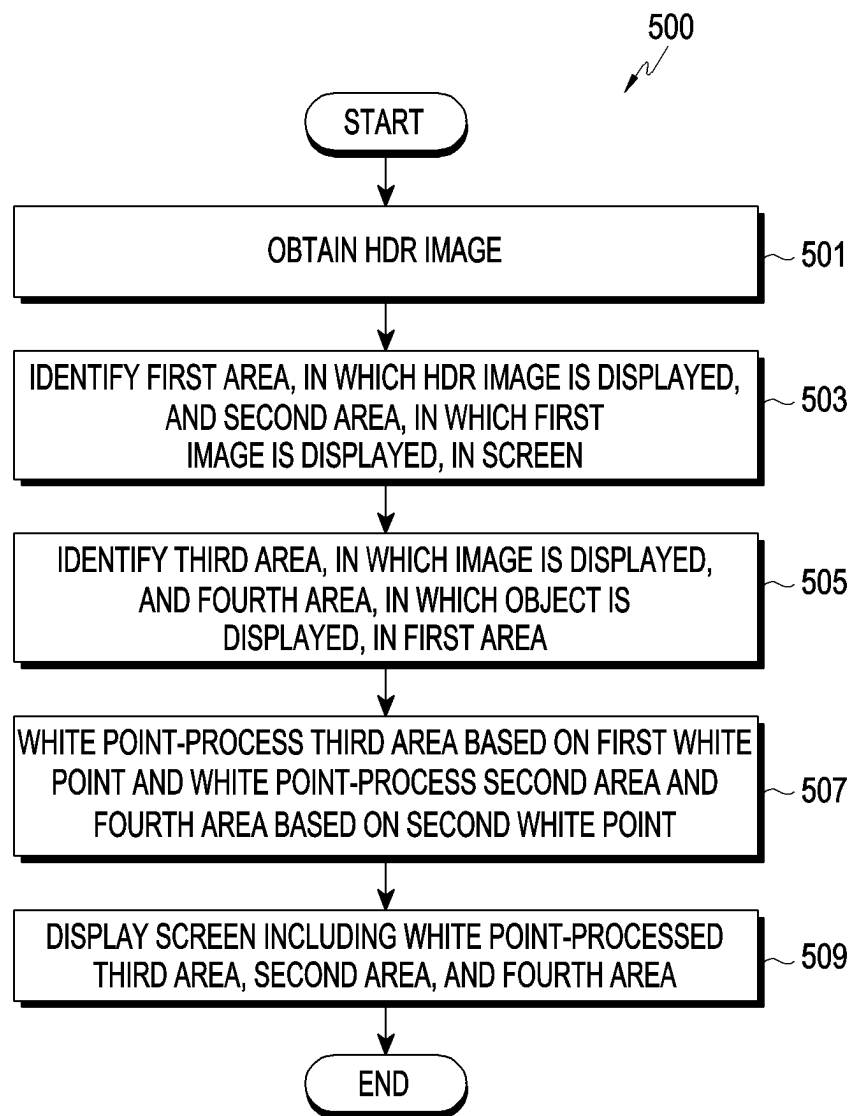 500
START
OBTAIN HDR IMAGE
501
IDENTIFY FIRST AREA, IN WHICH HDR IMAGE IS DISPLAYED,
AND SECOND AREA, IN WHICH FIRST
IMAGE IS DISPLAYED, IN SCREEN
503
IDENTIFY THIRD AREA, IN WHICH IMAGE IS DISPLAYED,
AND FOURTH AREA, IN WHICH OBJECT IS
DISPLAYED, IN FIRST AREA
505
WHITE POINT-PROCESS THIRD AREA BASED ON FIRST WHITE
POINT AND WHITE POINT-PROCESS SECOND AREA AND
FOURTH AREA BASED ON SECOND WHITE POINT
507
DISPLAY SCREEN INCLUDING WHITE POINT-PROCESSED
THIRD AREA, SECOND AREA, AND FOURTH AREA
509
END